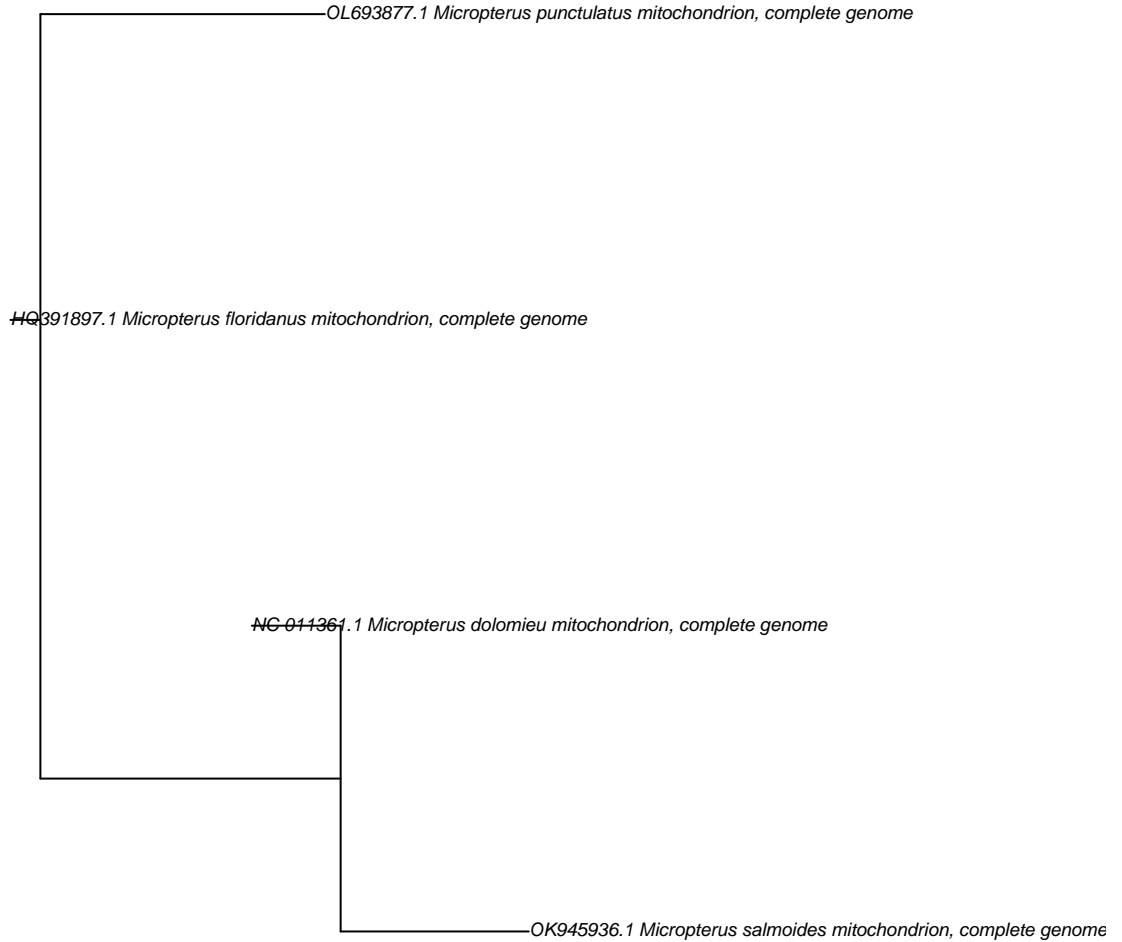 OL693877.1 Micropterus punctulatus mitochondrion, complete genome
HQ391897.1 Micropterus floridanus mitochondrion, complete genome
NC 011361.1 Micropterus dolomieu mitochondrion, complete genome
OK945936.1 Micropterus salmoides mitochondrion, complete genome